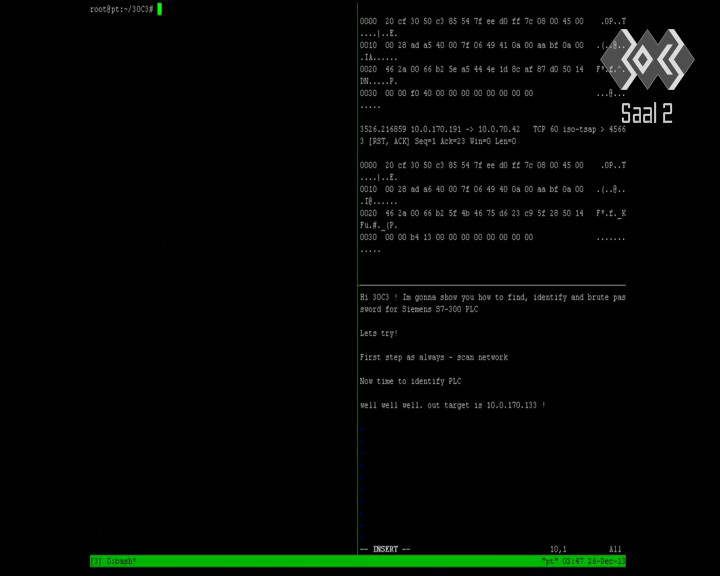 root@pt:~/30C3#
0000 20 cf 30 50 c3 85 54 7f ee d0 ff 7c 08 00 45 00 .OP..T
....|..E.
0010 00 28 ad a5 40 00 7f 06 49 41 0a 00 aa bf 0a 00 .(..@..
.IA......
0020 46 2a 00 66 b2 5e a5 44 4e 1d 8c af 87 d0 50 14
DN.....P.
0030 00 00 f0 40 00 00 00 00 00 00 00 00 ...@...
.....
3526.216859 10.0.170.191 -> 10.0.70.42 TCP 60 iso-tsap > 4566
3 [RST, ACK] Seq=1 Ack=23 Win=0 Len=0
0000 20 cf 30 50 c3 85 54 7f ee d0 ff 7c 08 00 45 00 .OP..T
....|..E.
0010 00 28 ad a6 40 00 7f 06 49 40 0a 00 aa bf 0a 00 .(..@..
.I@......
0020 46 2a 00 66 b2 5f 4b 46 75 d6 23 c9 5f 28 50 14 F*.f._K
Fu.#._(P.
0030 00 00 b4 13 00 00 00 00 00 00 00 00 .......
.....
Saal 2
Hi 30C3 ! Im gonna show you how to find, identify and brute pas
sword for Siemens S7-300 PLC
Lets try!
First step as always - scan network
Now time to identify PLC
well well well. out target is 10.0.170.133 !
-- INSERT -- 10,1 All
[3] 0:bash* "pt" 02:47 26-Dec-13